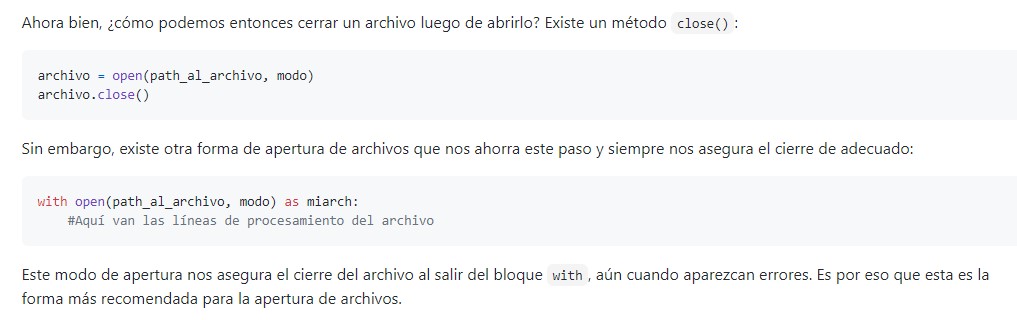 Ahora bien, ¿cómo podemos entonces cerrar un archivo luego de abrirlo? Existe un método close() :
archivo = open(path_al_archivo, modo)
archivo.close()
Sin embargo, existe otra forma de apertura de archivos que nos ahorra este paso y siempre nos asegura el cierre de adecuado:
with open(path_al_archivo, modo) as miarch:
    #Aquí van las líneas de procesamiento del archivo
Este modo de apertura nos asegura el cierre del archivo al salir del bloque with , aún cuando aparezcan errores. Es por eso que esta es la
forma más recomendada para la apertura de archivos.